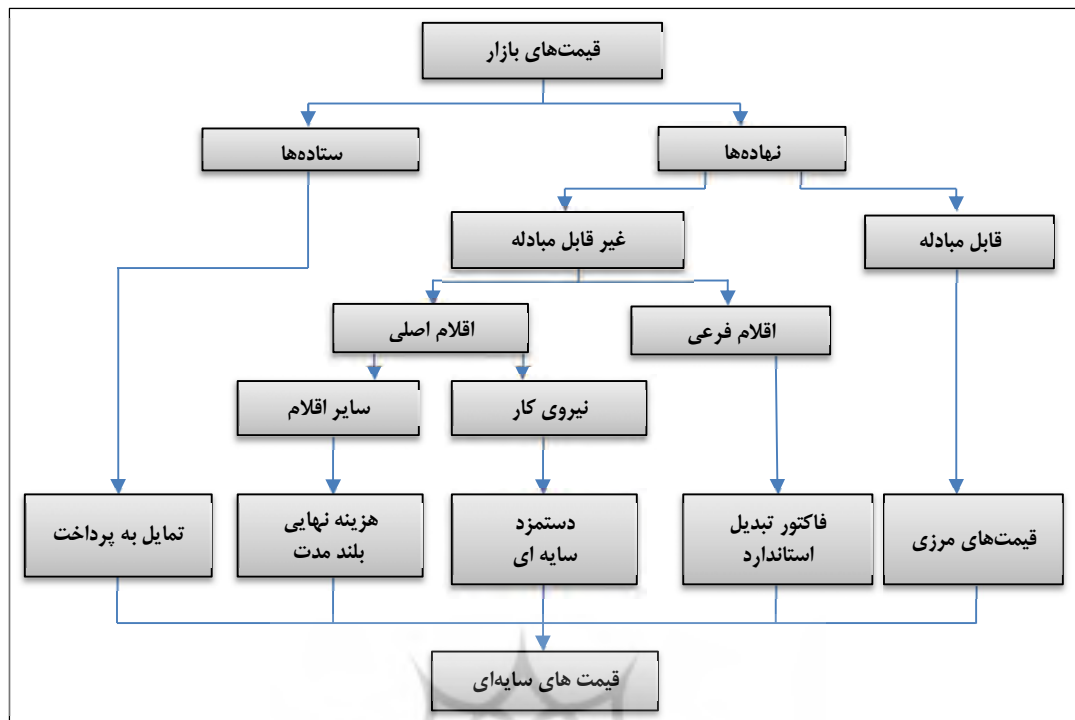 قیمت‌های بازار
نهاده‌ها
ستاده‌ها
قابل مبادله
غیر قابل مبادله
اقلام فرعی
اقلام اصلی
نیروی کار
سایر اقلام
قیمت‌های مرزی
فاکتور تبدیل
استاندارد
دستمزد
سایه ای
هزینه نهایی
بلند مدت
تمایل به پرداخت
قیمت های سایه‌ای